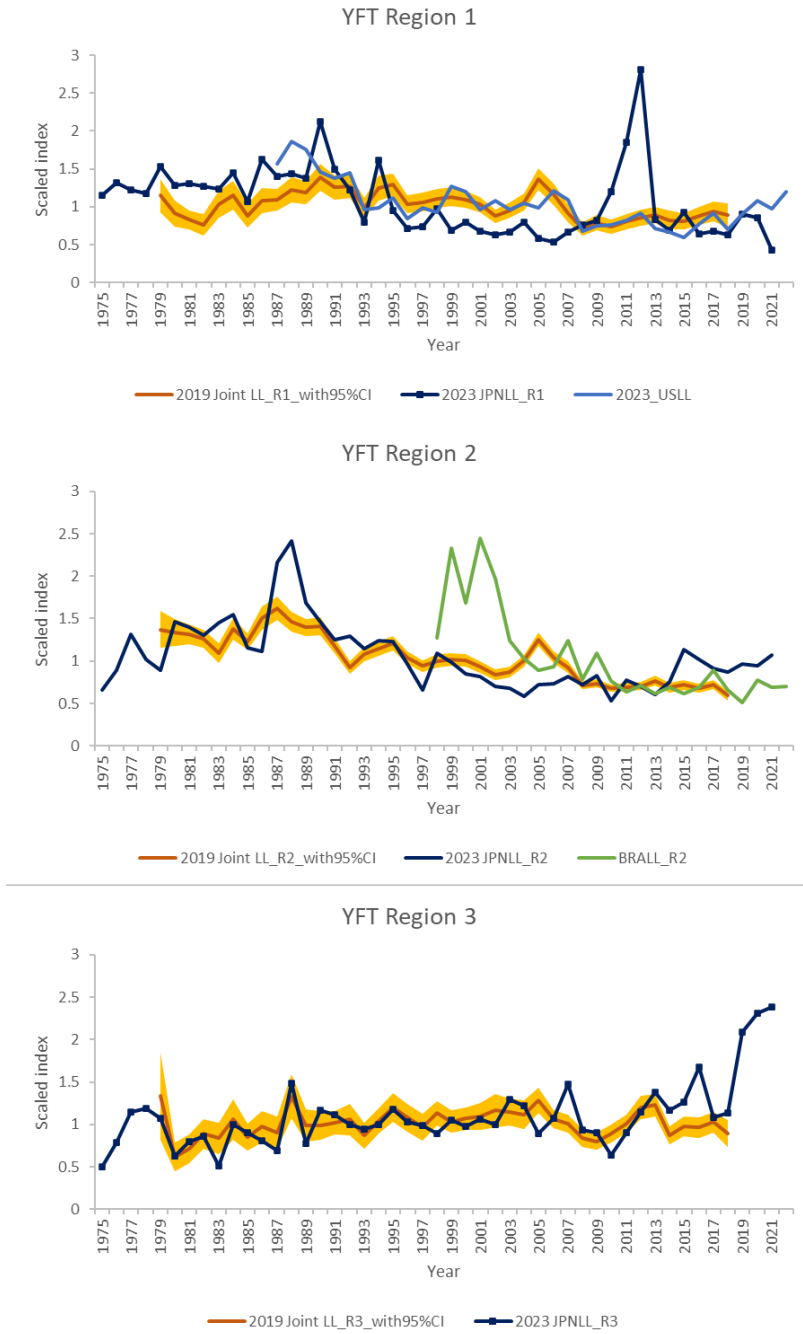 YFT Region 1
3
2.5
2
1.5
1
0.5
0
Scaled index
1975 1977 1979 1981 1983 1985 1987 1989 1991 1993 1995 1997 1999 2001 2003 2005 2007 2009 2011 2013 2015 2017 2019 2021
Year
2019 Joint LL_R1_with95%CI 2023 JPNLL_R1 2023_USLL
YFT Region 2
3
2.5
2
1.5
1
0.5
0
Scaled index
1975 1977 1979 1981 1983 1985 1987 1989 1991 1993 1995 1997 1999 2001 2003 2005 2007 2009 2011 2013 2015 2017 2019 2021
Year
2019 Joint LL_R2_with95%CI 2023 JPNLL_R2 BRALL_R2
YFT Region 3
3
2.5
2
1.5
1
0.5
0
Scaled index
1975 1977 1979 1981 1983 1985 1987 1989 1991 1993 1995 1997 1999 2001 2003 2005 2007 2009 2011 2013 2015 2017 2019 2021
Year
2019 Joint LL_R3_with95%CI 2023 JPNLL_R3